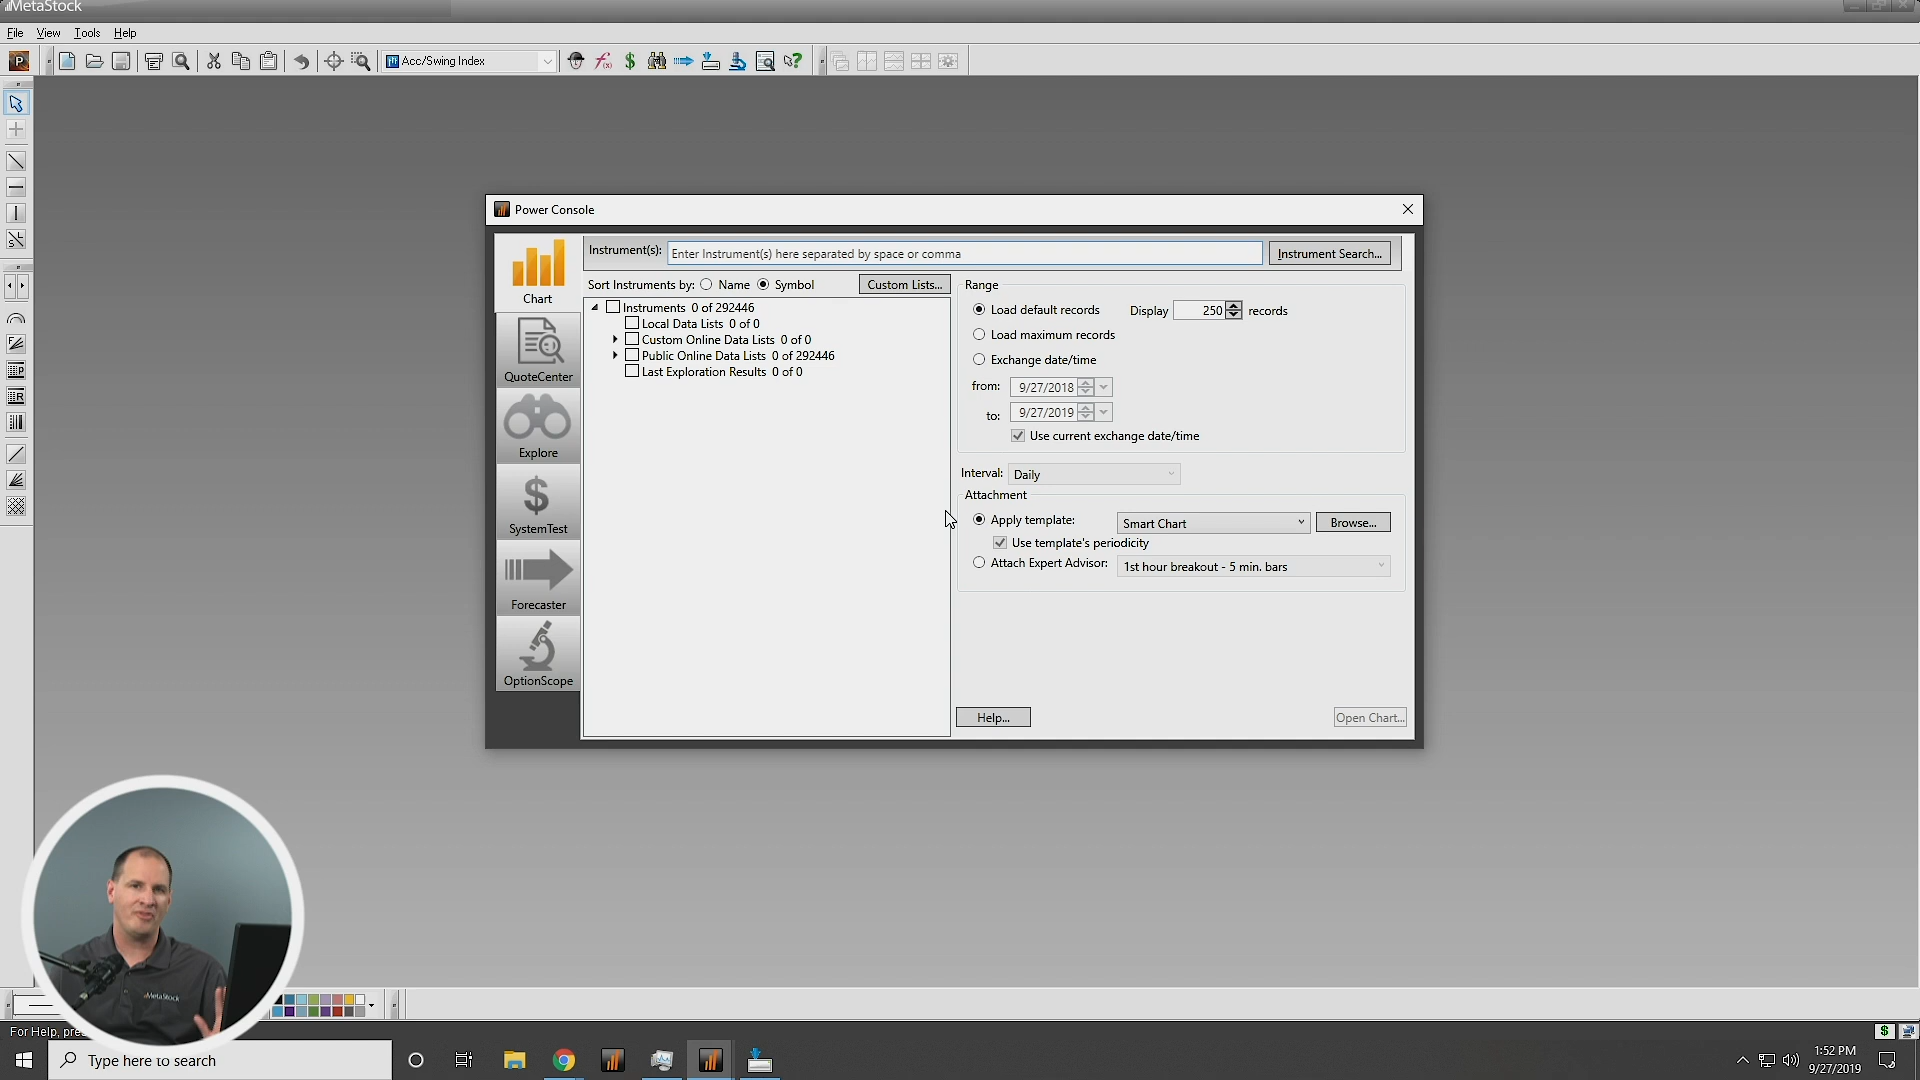 MetaStock
File View Tools Help
P
Acc/Swing Index
Power Console
Chart
QuoteCenter
Explore
SystemTest
Forecaster
OptionScope
Instrument(s): Enter Instrument(s) here separated by space or comma Instrument Search...
Sort Instruments by: Name Symbol Custom Lists...
Instruments 0 of 292446
Local Data Lists 0 of 0
Custom Online Data Lists 0 of 0
Public Online Data Lists 0 of 292446
Last Exploration Results 0 of 0
Range
Load default records Display 250 records
Load maximum records
Exchange date/time
from: 9/27/2018
to: 9/27/2019
Use current exchange date/time
Interval: Daily
Attachment
Apply template: Smart Chart Browse...
Use template's periodicity
Attach Expert Advisor: 1st hour breakout - 5 min. bars
Help... Open Chart...
MetaStock
For Help, pre
Type here to search
1:52 PM
9/27/2019